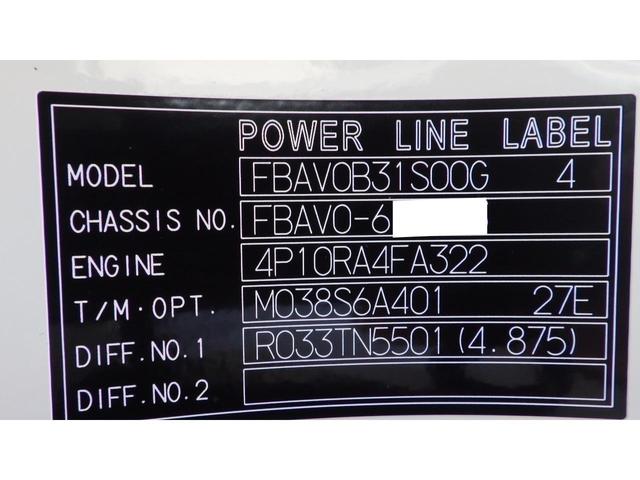 POWER LINE LABEL
MODEL FBAV0B31S00G 4
CHASSIS NO. FBAV0-6
ENGINE 4P10RA4FA322
T/M·OPT. M038S6A401 27E
DIFF.NO.1 R033TN5501(4.875)
DIFF.NO.2